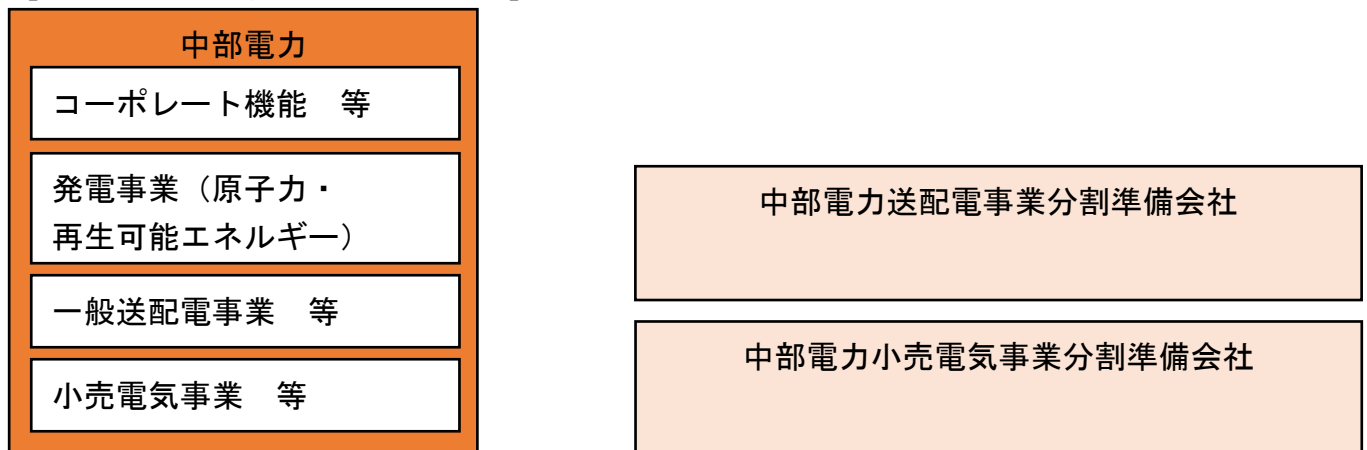 中部電力
コーポレート機能　等
発電事業（原子力・
再生可能エネルギー）
一般送配電事業　等
小売電気事業　等
中部電力送配電事業分割準備会社
中部電力小売電気事業分割準備会社